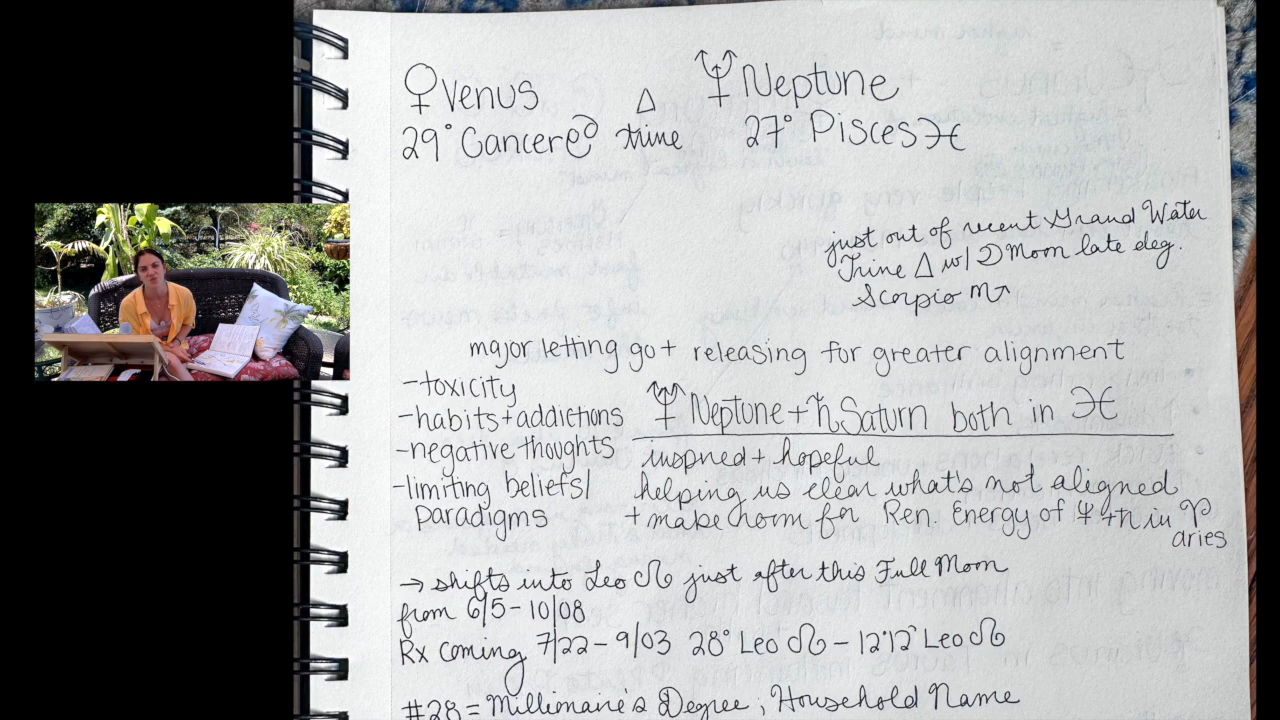 ♀Venus △ ♆Neptune
29° Cancer♋ trine 27° Pisces♓
just out of recent Grand Water
Trine △ w/ ☽ Moon late deg.
Scorpio ♏
major letting go + releasing for greater alignment
-toxicity
-habits+addictions
-negative thoughts
-limiting beliefs/
paradigms
♆ Neptune + ♄ Saturn both in ♓
inspired + hopeful
helping us clear what's not aligned
+ make room for Ren. Energy of ♆+♄ in ♈
aries
→ shifts into Leo ♌ just after this Full Moon
from 6/5-10/08
Rx coming 7/22-9/03 28° Leo ♌ - 12°12' Leo ♌
#28 = Millionaire's Degree. Household Name